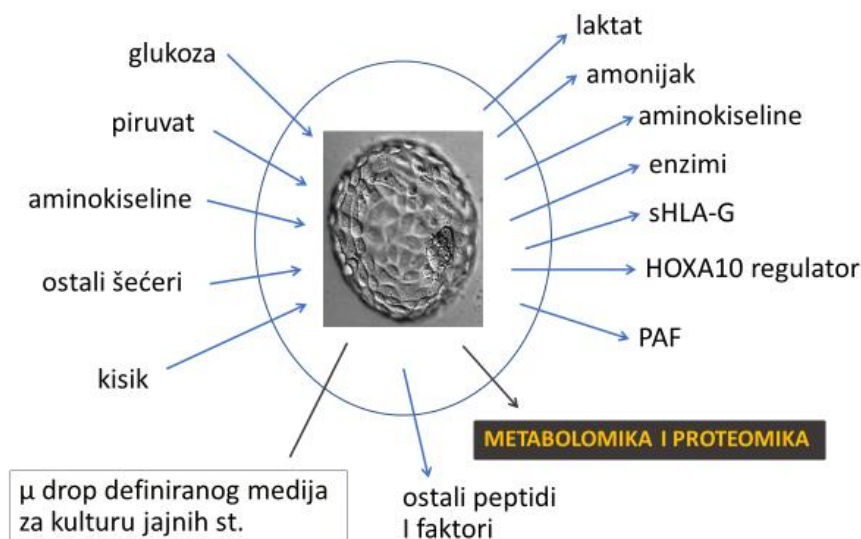 glukoza
piruvat
aminokiseline
ostali šećeri
kisik
laktat
amonijak
aminokiseline
enzimi
sHLA-G
HOXA10 regulator
PAF
METABOLOMIKA I PROTEOMIKA
μ drop definiranog medija
za kulturu jajnih st.
ostali peptidi
I faktori